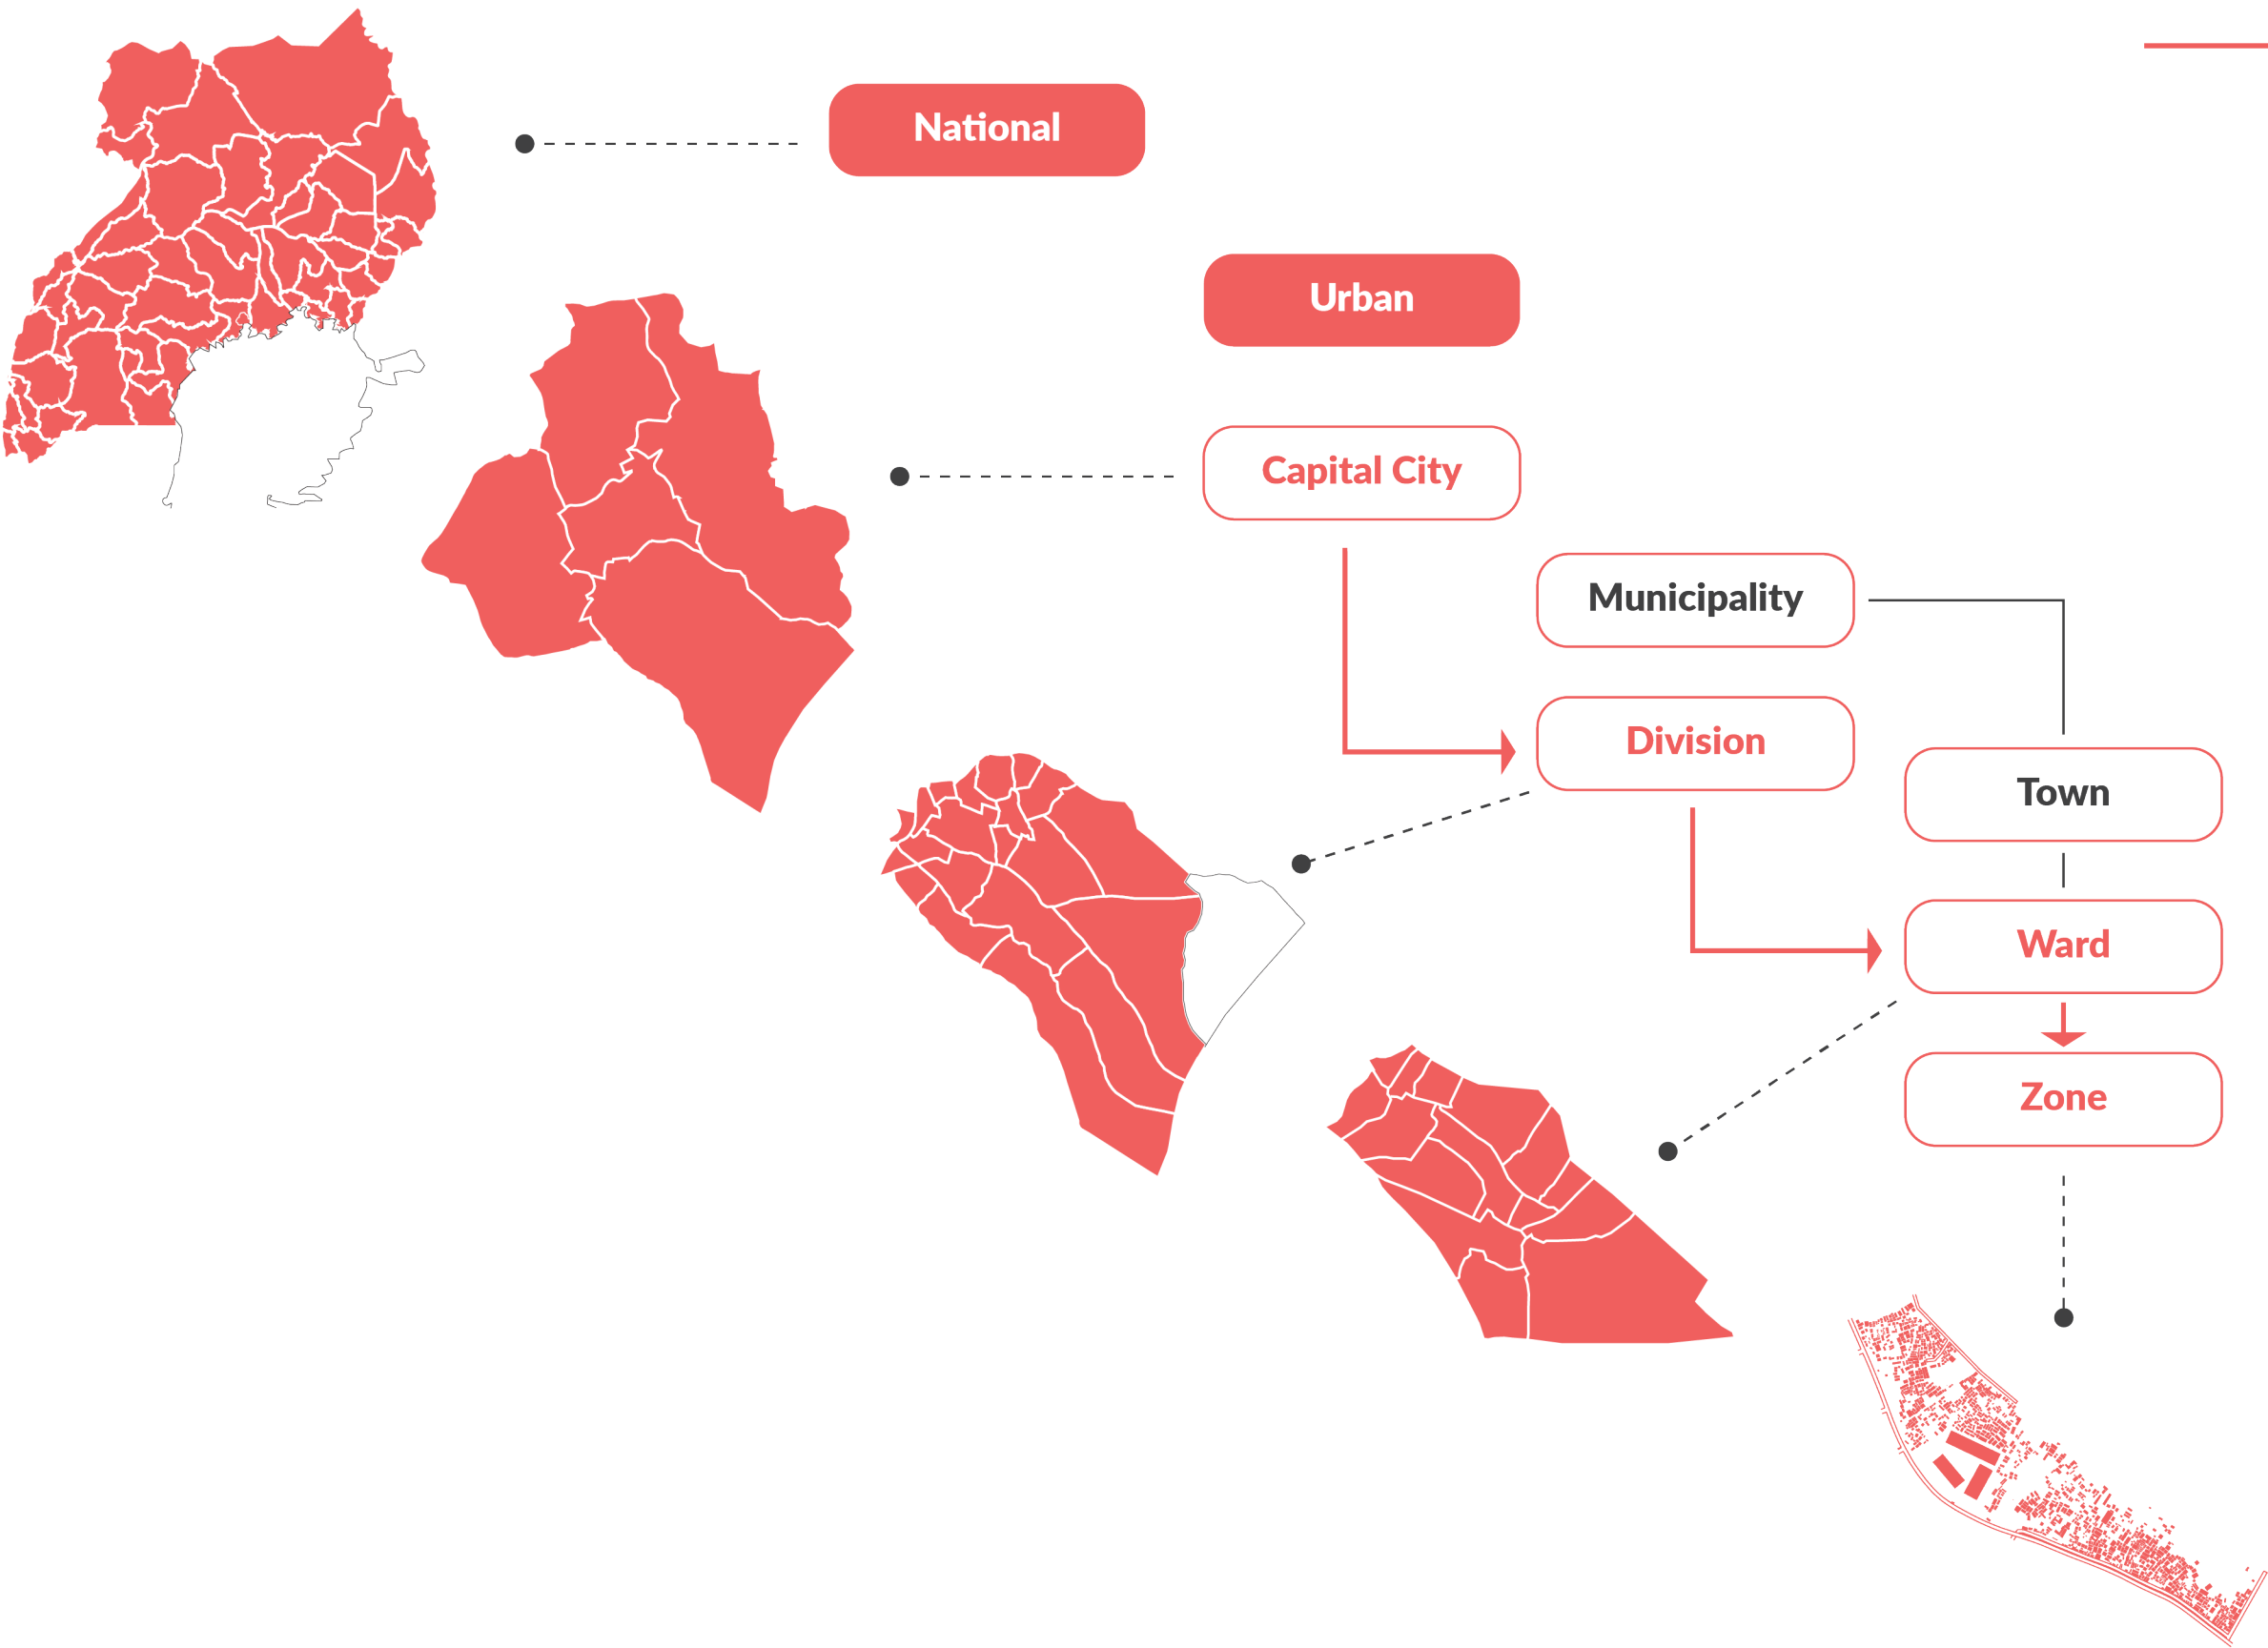 National
Urban
Capital City
Municipality
Division
Town
Ward
Zone